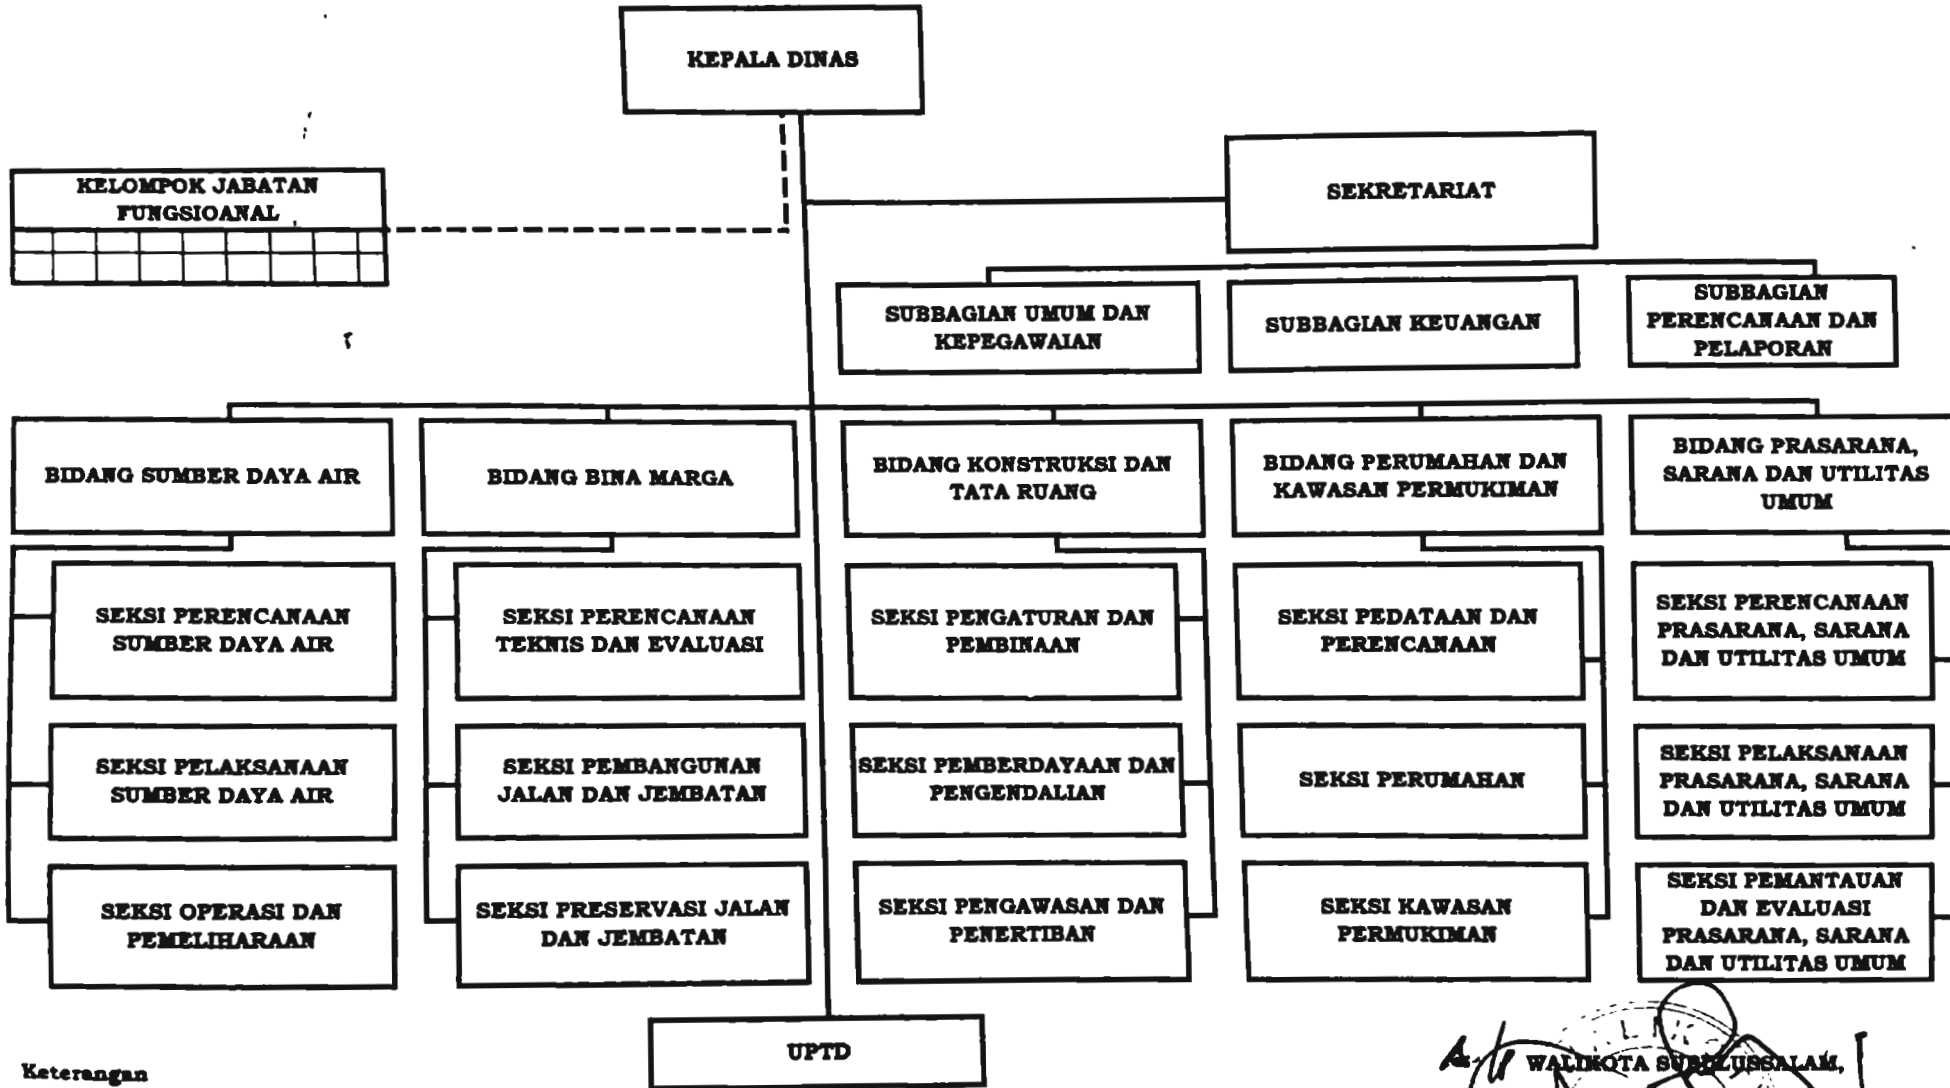 KEPALA DINAS
KELOMPOK JABATAN
FUNGSIOANAL
SEKRETARIAT
SUBBAGIAN UMUM DAN
KEPEGAWAIAN
SUBBAGIAN KEUANGAN
SUBBAGIAN
PERENCANAAN DAN
PELAPORAN
BIDANG SUMBER DAYA AIR
BIDANG BINA MARGA
BIDANG KONSTRUKSI DAN
TATA RUANG
BIDANG PERUMAHAN DAN
KAWASAN PERMUKIMAN
BIDANG PRASARANA,
SARANA DAN UTILITAS
UMUM
SEKSI PERENCANAAN
SUMBER DAYA AIR
SEKSI PERENCANAAN
TEKNIS DAN EVALUASI
SEKSI PENGATURAN DAN
PEMBINAAN
SEKSI PEDATAAN DAN
PERENCANAAN
SEKSI PERENCANAAN
PRASARANA, SARANA
DAN UTILITAS UMUM
SEKSI PELAKSANAAN
SUMBER DAYA AIR
SEKSI PEMBANGUNAN
JALAN DAN JEMBATAN
SEKSI PEMBERDAYAAN DAN
PENGENDALIAN
SEKSI PERUMAHAN
SEKSI PELAKSANAAN
PRASARANA, SARANA
DAN UTILITAS UMUM
SEKSI OPERASI DAN
PEMELIHARAAN
SEKSI PRESERVASI JALAN
DAN JEMBATAN
SEKSI PENGAWASAN DAN
PENERTIBAN
SEKSI KAWASAN
PERMUKIMAN
SEKSI PEMANTAUAN
DAN EVALUASI
PRASARANA, SARANA
DAN UTILITAS UMUM
UPTD
Keterangan
WALIKOTA SUBULUSSALAM,